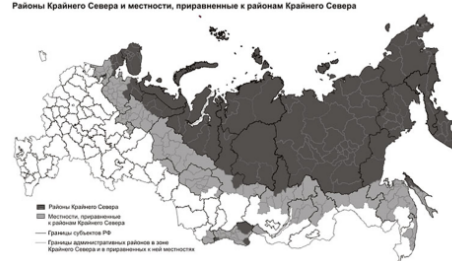 Районы Крайнего Севера и местности, приравненные к районам Крайнего Севера
Районы Крайнего Севера
Местности, приравненные
к районам Крайнего Севера
Границы субъектов РФ
Границы административных районов в зоне
Крайнего Севера и в приравненных к ней местностях